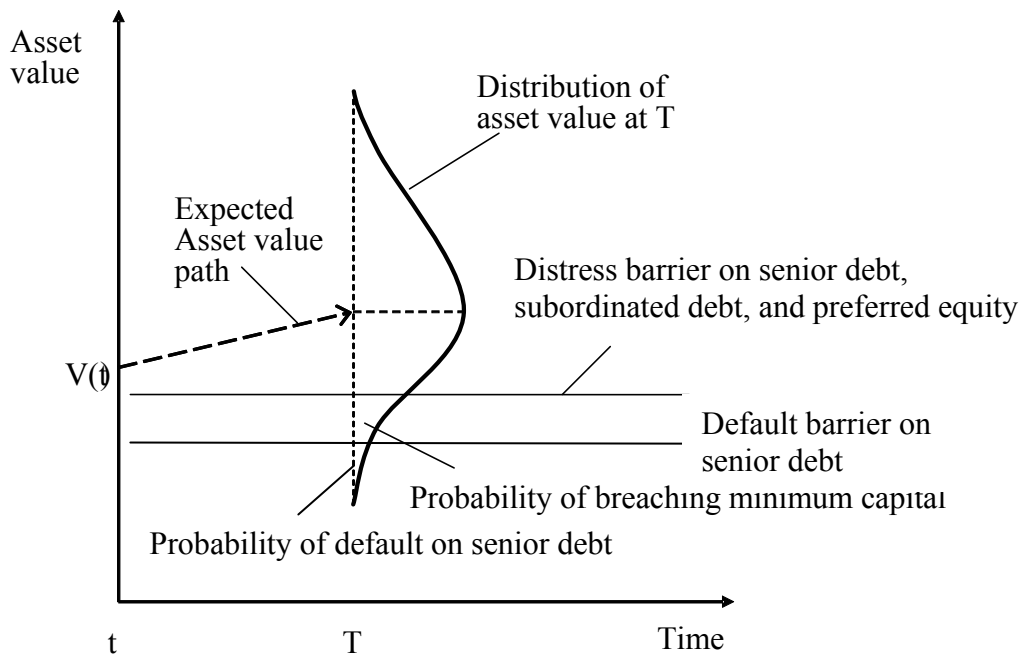 Asset
value
Distribution of
asset value at T
Expected
Asset value
path
Distress barrier on senior debt,
subordinated debt, and preferred equity
V(t)
Default barrier on
senior debt
Probability of breaching minimum capital
Probability of default on senior debt
t
T
Time